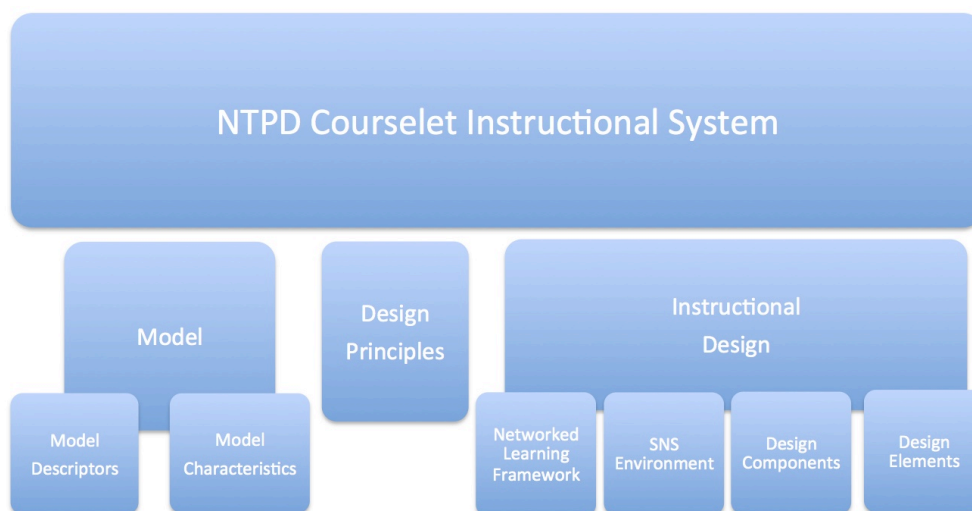 NTPD Courselet Instructional System
Model
Design
Principles
Instructional
Design
Model
Descriptors
Model
Characteristics
Networked
Learning
Framework
SNS
Environment
Design
Components
Design
Elements